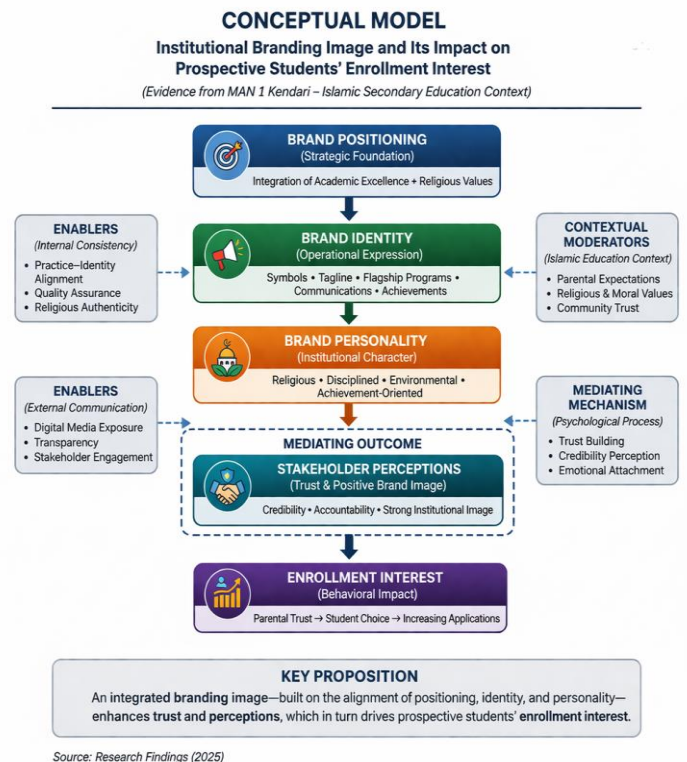 CONCEPTUAL MODEL
Institutional Branding Image and Its Impact on
Prospective Students' Enrollment Interest
(Evidence from MAN 1 Kendari – Islamic Secondary Education Context)
BRAND POSITIONING
(Strategic Foundation)
Integration of Academic Excellence + Religious Values
ENABLERS
(Internal Consistency)
• Practice–Identity
Alignment
• Quality Assurance
• Religious Authenticity
BRAND IDENTITY
(Operational Expression)
Symbols • Tagline • Flagship Programs •
Communications • Achievements
CONTEXTUAL
MODERATORS
(Islamic Education Context)
• Parental Expectations
• Religious & Moral Values
• Community Trust
BRAND PERSONALITY
(Institutional Character)
Religious • Disciplined • Environmental •
Achievement-Oriented
ENABLERS
(External Communication)
• Digital Media Exposure
• Transparency
• Stakeholder Engagement
MEDIATING OUTCOME
STAKEHOLDER PERCEPTIONS
(Trust & Positive Brand Image)
Credibility • Accountability • Strong Institutional Image
MEDIATING
MECHANISM
(Psychological Process)
• Trust Building
• Credibility Perception
• Emotional Attachment
ENROLLMENT INTEREST
(Behavioral Impact)
Parental Trust → Student Choice → Increasing Applications
KEY PROPOSITION
An integrated branding image—built on the alignment of positioning, identity, and personality—
enhances trust and perceptions, which in turn drives prospective students' enrollment interest.
Source: Research Findings (2025)